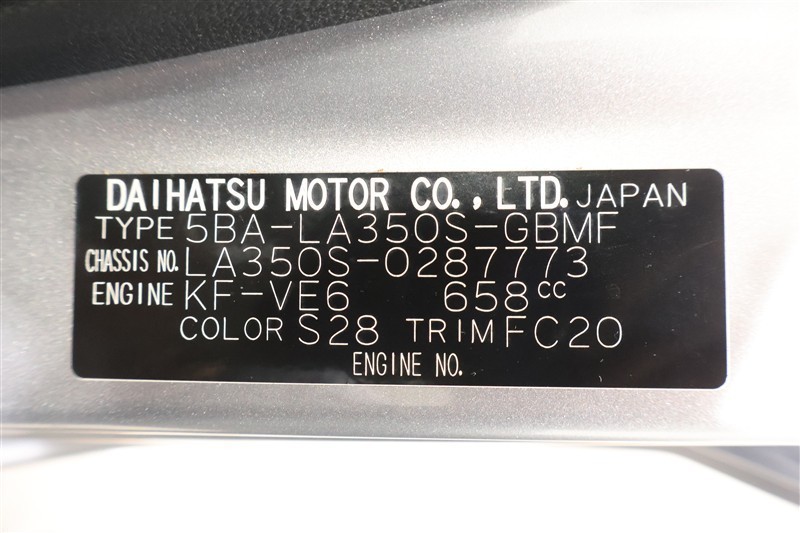 DAIHATSU MOTOR CO., LTD. JAPAN
TYPE 5BA-LA350S-GBMF
CHASSIS NO. LA350S-0287773
ENGINE KF-VE6 658cc
COLOR S28 TRIM FC20
ENGINE NO.